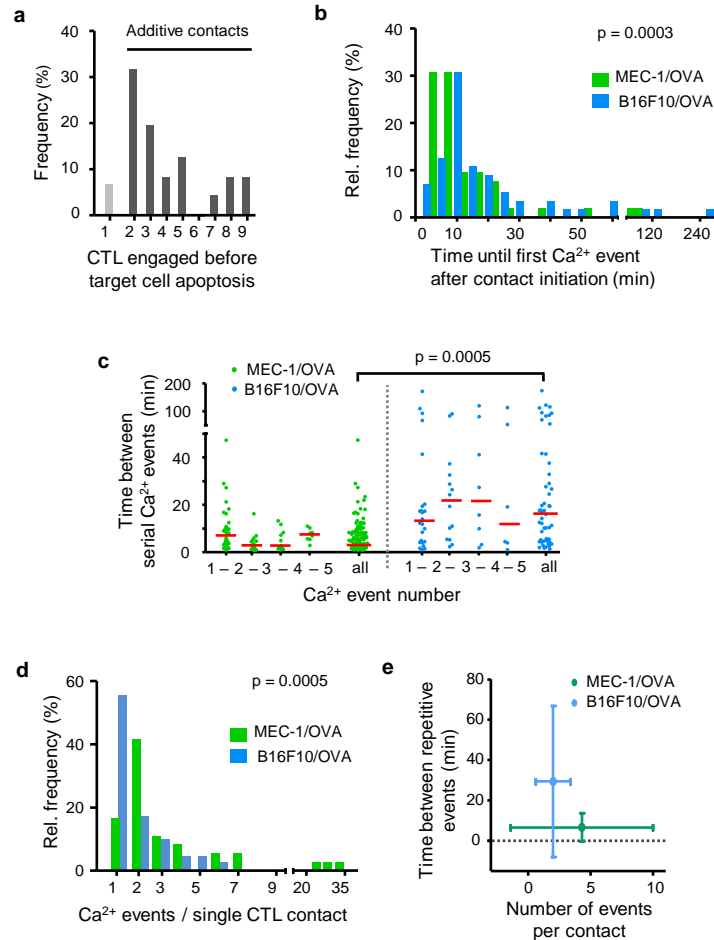 a
Additive contacts
Frequency (%)
40
30
20
10
0
1 2 3 4 5 6 7 8 9
CTL engaged before
target cell apoptosis
b
p = 0.0003
MEC-1/OVA
B16F10/OVA
Rel. frequency (%)
40
30
20
10
0
0 10 30 50 120 240
Time until first Ca²⁺ event
after contact initiation (min)
c
p = 0.0005
MEC-1/OVA
B16F10/OVA
Time between
serial Ca²⁺ events (min)
200
100
40
20
0
1 – 2 – 3 – 4 – 5 all 1 – 2 – 3 – 4 – 5 all
Ca²⁺ event number
d
p = 0.0005
MEC-1/OVA
B16F10/OVA
Rel. frequency (%)
60
40
20
0
1 2 3 5 7 9 20 35
Ca²⁺ events / single CTL contact
e
MEC-1/OVA
B16F10/OVA
Time between repetitive
events (min)
80
60
40
20
0
0 5 10
Number of events
per contact